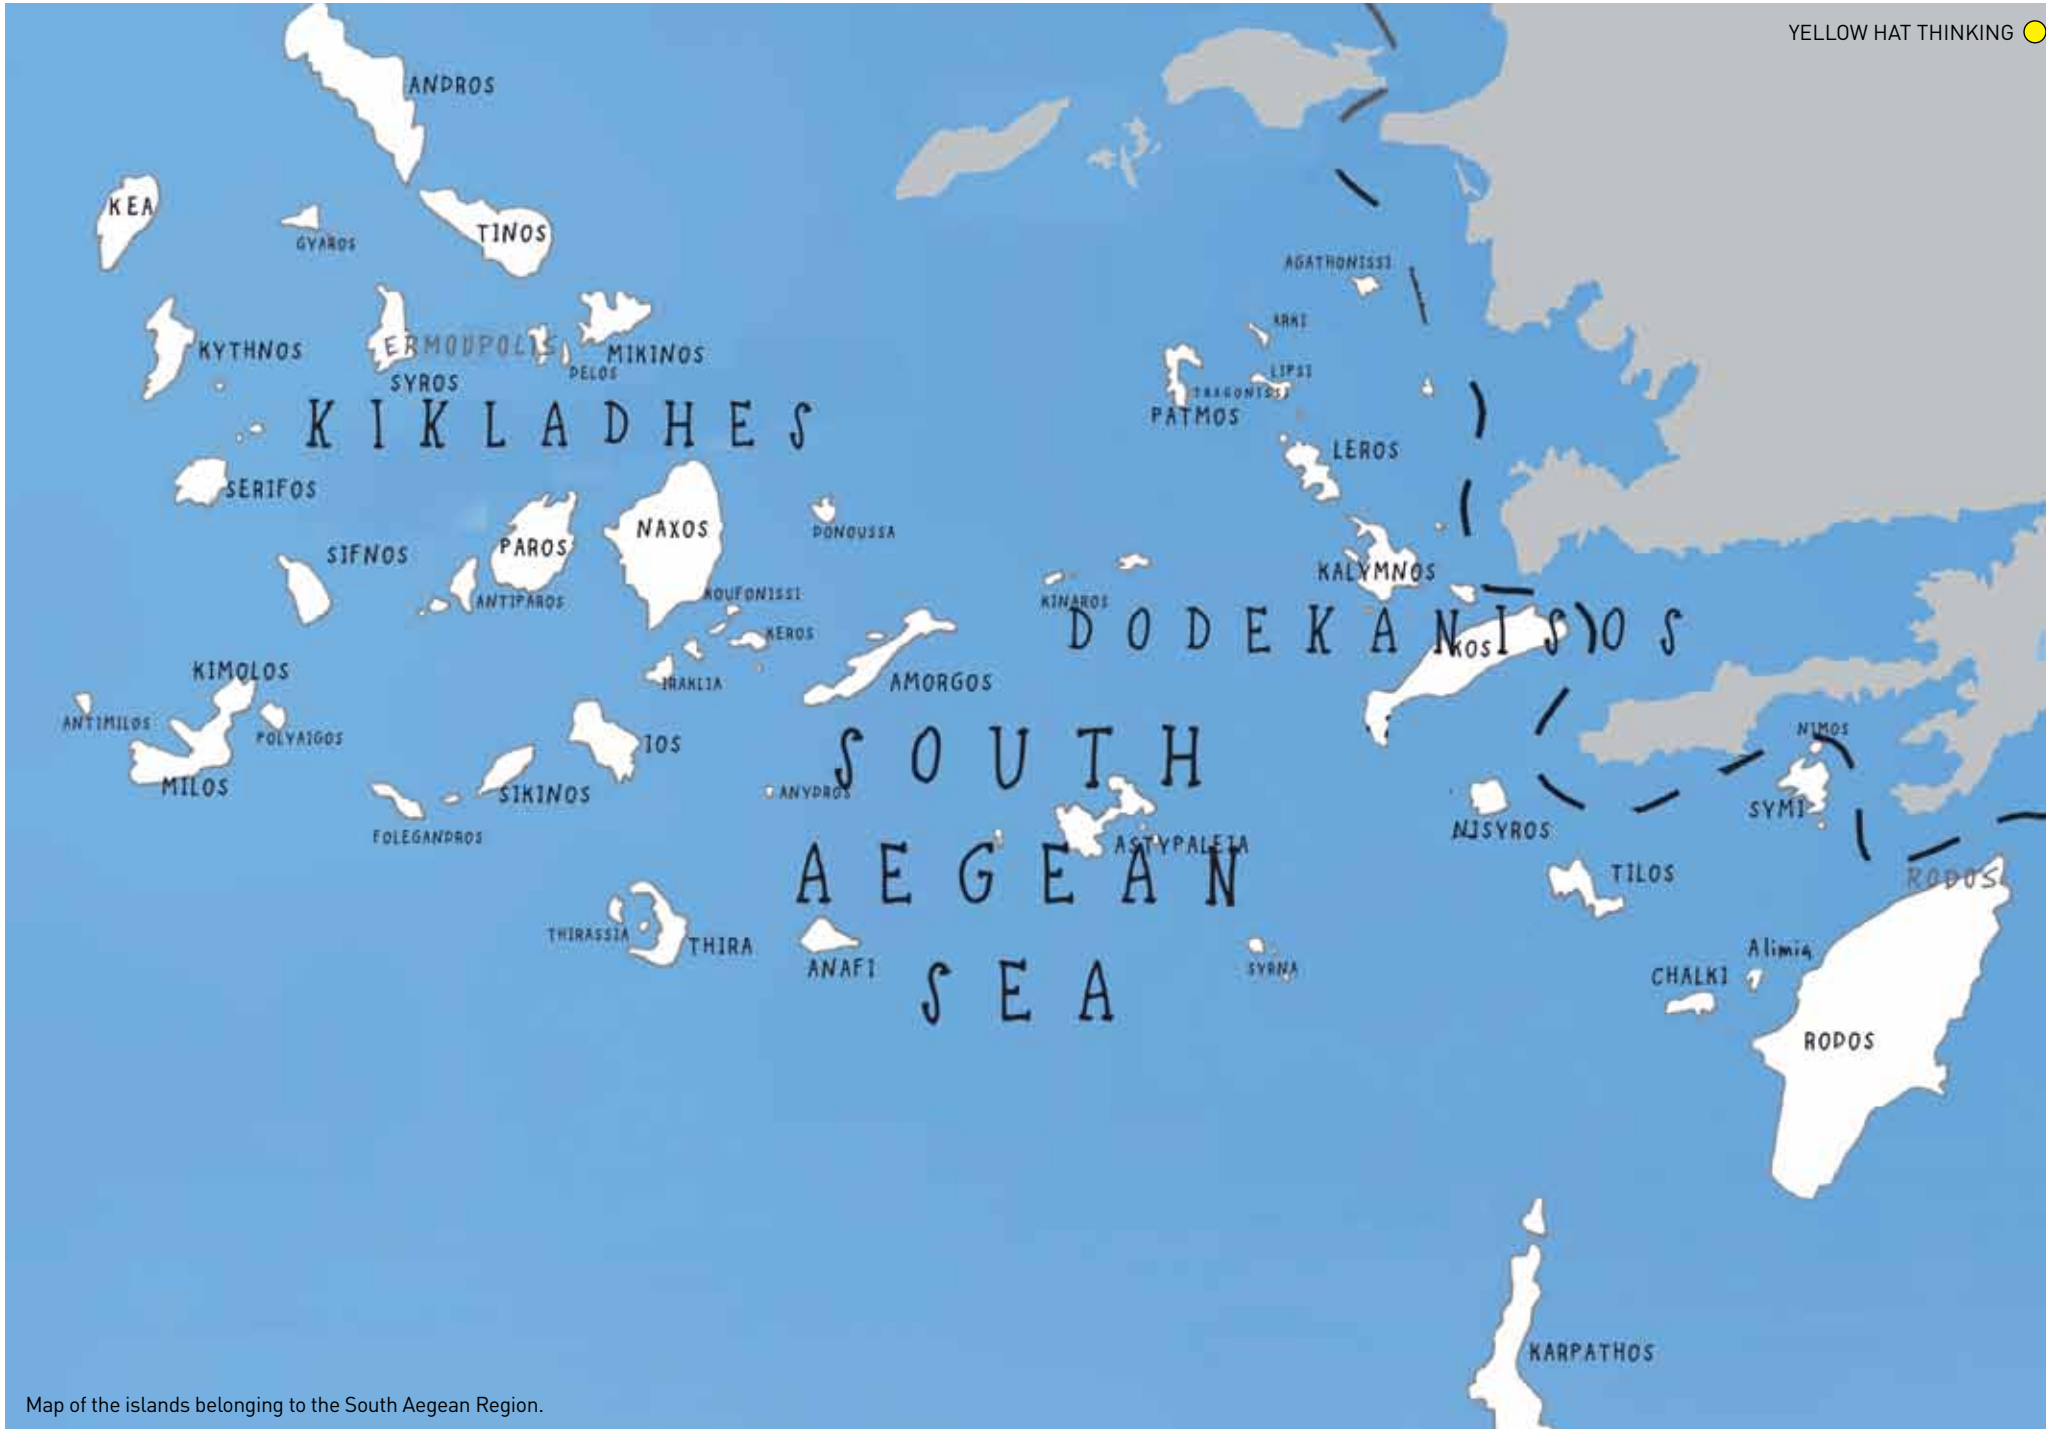 YELLOW HAT THINKING
ANDROS
KEA
TINOS
GYAROS
AGATHONISSI
ARKI
KYTHNOS
ERMOUPOLIS
MIKINOS
DELOS
SYROS
LIPSI
TRAGONISSI
PATMOS
KIKLADHES
LEROS
SERIFOS
NAXOS
DONOUSSA
PAROS
SIFNOS
KALYMNOS
ANTIPAROS
KOUFONISSI
KINAROS
KEROS
DODEKANISOS
KOS
KIMOLOS
IRAKLIA
AMORGOS
ANTIMILOS
POLYAIGOS
IOS
NIMOS
SOUTH
MILOS
SIKINOS
ANYDROS
SYMI
FOLEGANDROS
NISYROS
ASTYPALEIA
AEGEAN
TILOS
RODOS
THIRASSIA
THIRA
ANAFI
SYRNA
Alimia
CHALKI
SEA
RODOS
KARPATHOS
Map of the islands belonging to the South Aegean Region.